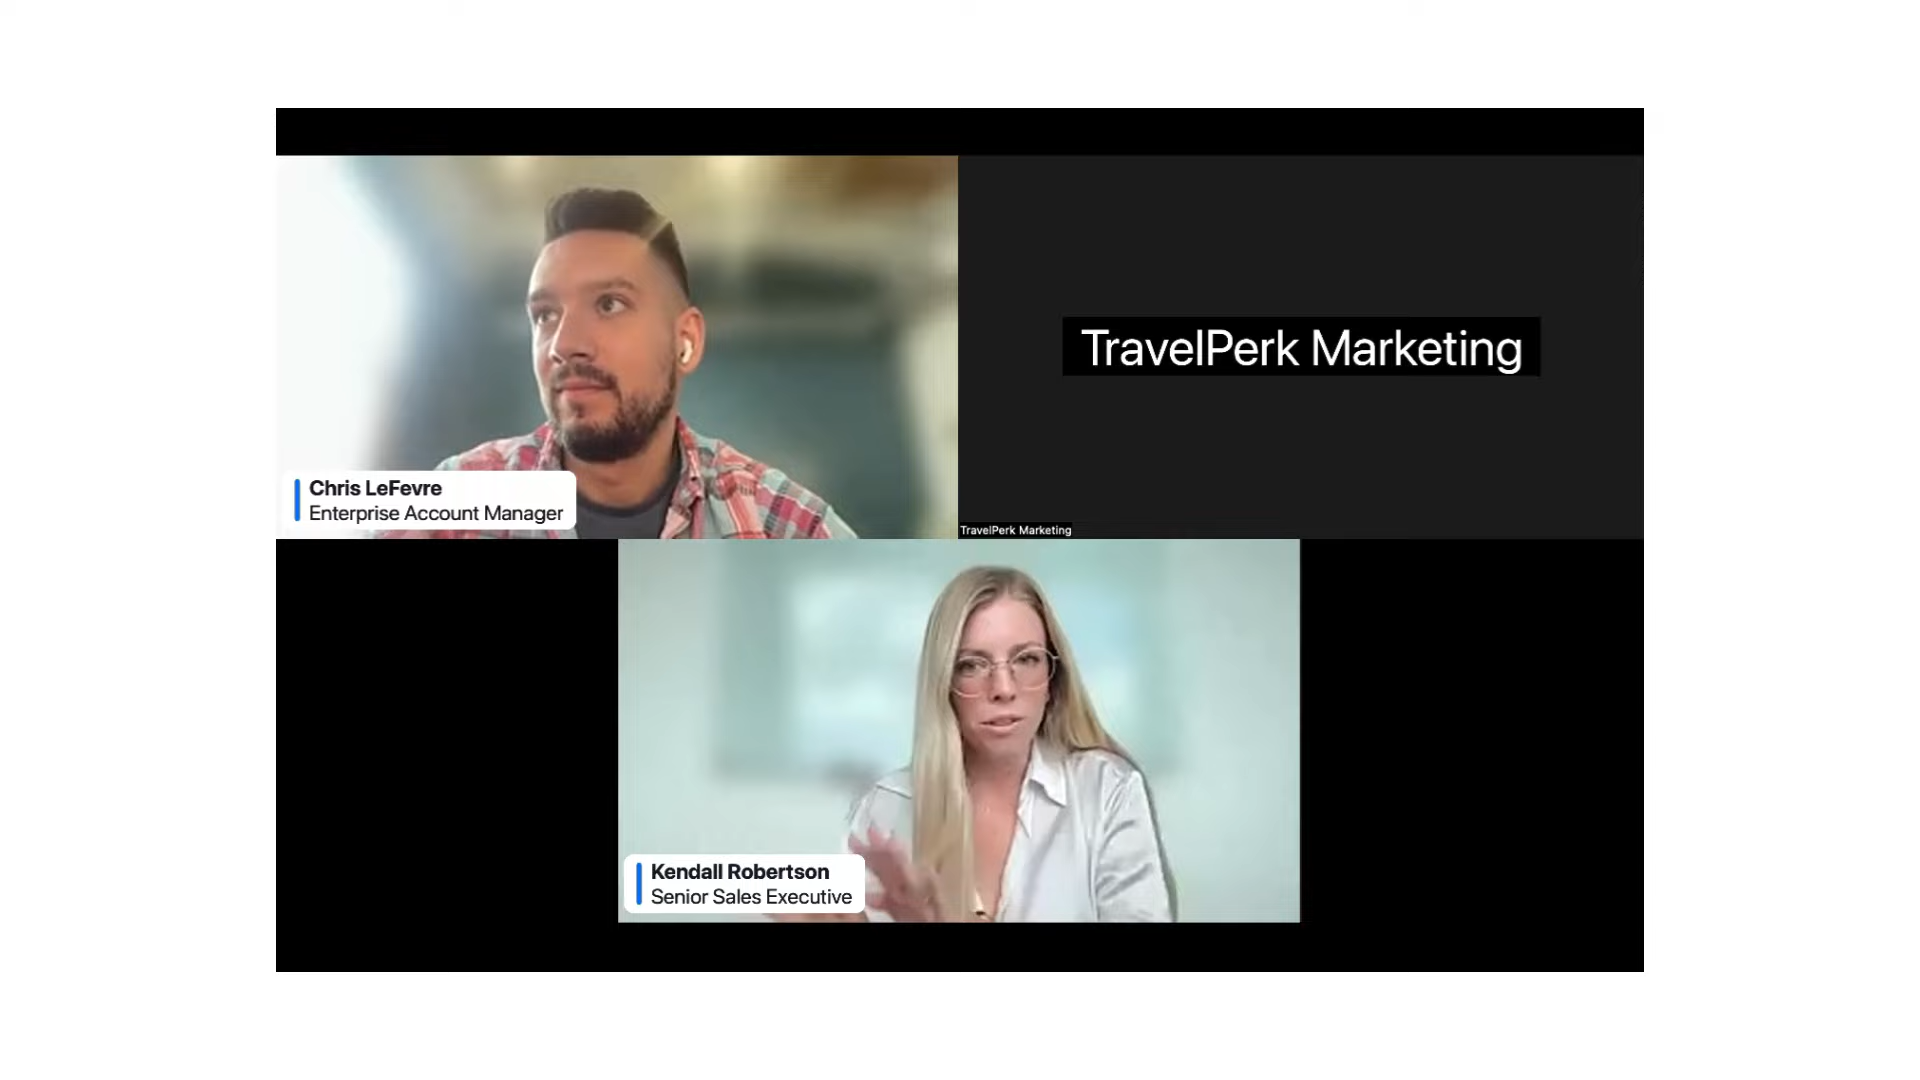 TravelPerk Marketing
Chris LeFevre
Enterprise Account Manager
TravelPerk Marketing
Kendall Robertson
Senior Sales Executive